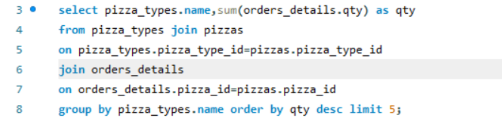 3 select pizza_types.name,sum(orders_details.qty) as qty
4 from pizza_types join pizzas
5 on pizza_types.pizza_type_id=pizzas.pizza_type_id
6 join orders_details
7 on orders_details.pizza_id=pizzas.pizza_id
8 group by pizza_types.name order by qty desc limit 5;